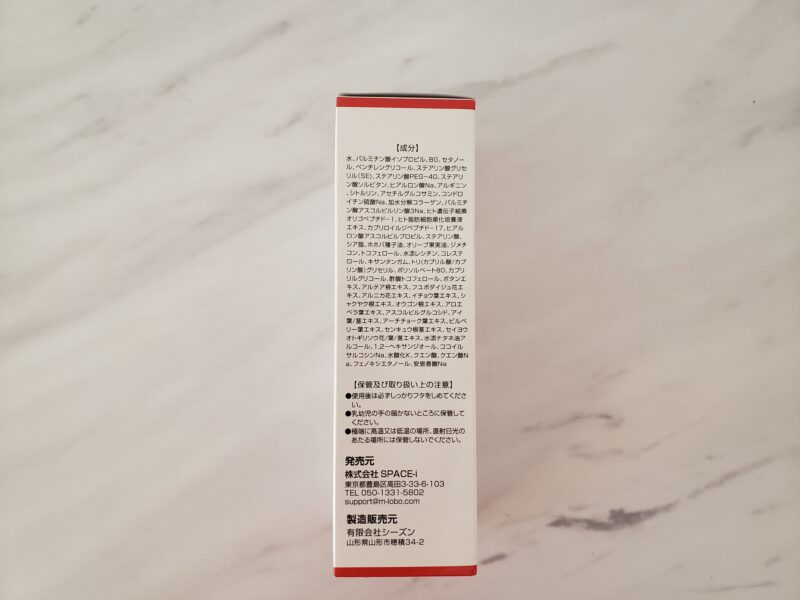 【成分】
水、パルミチン酸イソプロピル、BG、セタノー
ル、ペンチレングリコール、ステアリン酸グリセ
リル(SE)、ステアリン酸PEG-40、ステアリ
ン酸ソルビタン、ヒアルロン酸Na、アルギニン
、シトルリン、アセチルグルコサミン、コンドロ
イチン硫酸Na、加水分解コラーゲン、パルミチ
ン酸アスコルビルリン酸3Na、ヒト遺伝子組換
オリゴペプチド-1、ヒト脂肪細胞順化培養液
エキス、カプロイルジペプチド-17、ヒアル
ロン酸アスコルビルプロピル、ステアリン酸、
シア脂、ホホバ種子油、オリーブ果実油、ジメチ
コン、トコフェロール、水添レシチン、コレステ
ロール、キサンタンガム、トリ(カプリル酸/カプ
リン酸)グリセリル、ポリソルベート80、カプリ
リルグリコール、酢酸トコフェロール、ボタンエ
キス、アルテア根エキス、フユボダイジュ花エ
キス、アルニカ花エキス、イチョウ葉エキス、シ
ャクヤク根エキス、オウゴン根エキス、アロエ
ベラ葉エキス、アスコルビルグルコシド、アイ
葉/茎エキス、アーチチョーク葉エキス、ビルベ
リー葉エキス、センキュウ根茎エキス、セイヨウ
オトギリソウ花/葉/茎エキス、水添ナタネ油ア
ルコール、1,2-ヘキサンジオール、ココイル
サルコシンNa、水酸化K、クエン酸、クエン酸N
a、フェノキシエタノール、安息香酸Na
【保管及び取り扱い上の注意】
●使用後は必ずしっかりフタをしめてくださ
い。
●乳幼児の手の届かないところに保管して
ください。
●極端に高温又は低温の場所、直射日光の
あたる場所には保管しないでください。
発売元
株式会社 SPACE-i
東京都豊島区高田3-33-6-103
TEL 050-1331-5802
support@m-lobo.com
製造販売元
有限会社シーズン
山形県山形市穂積34-2